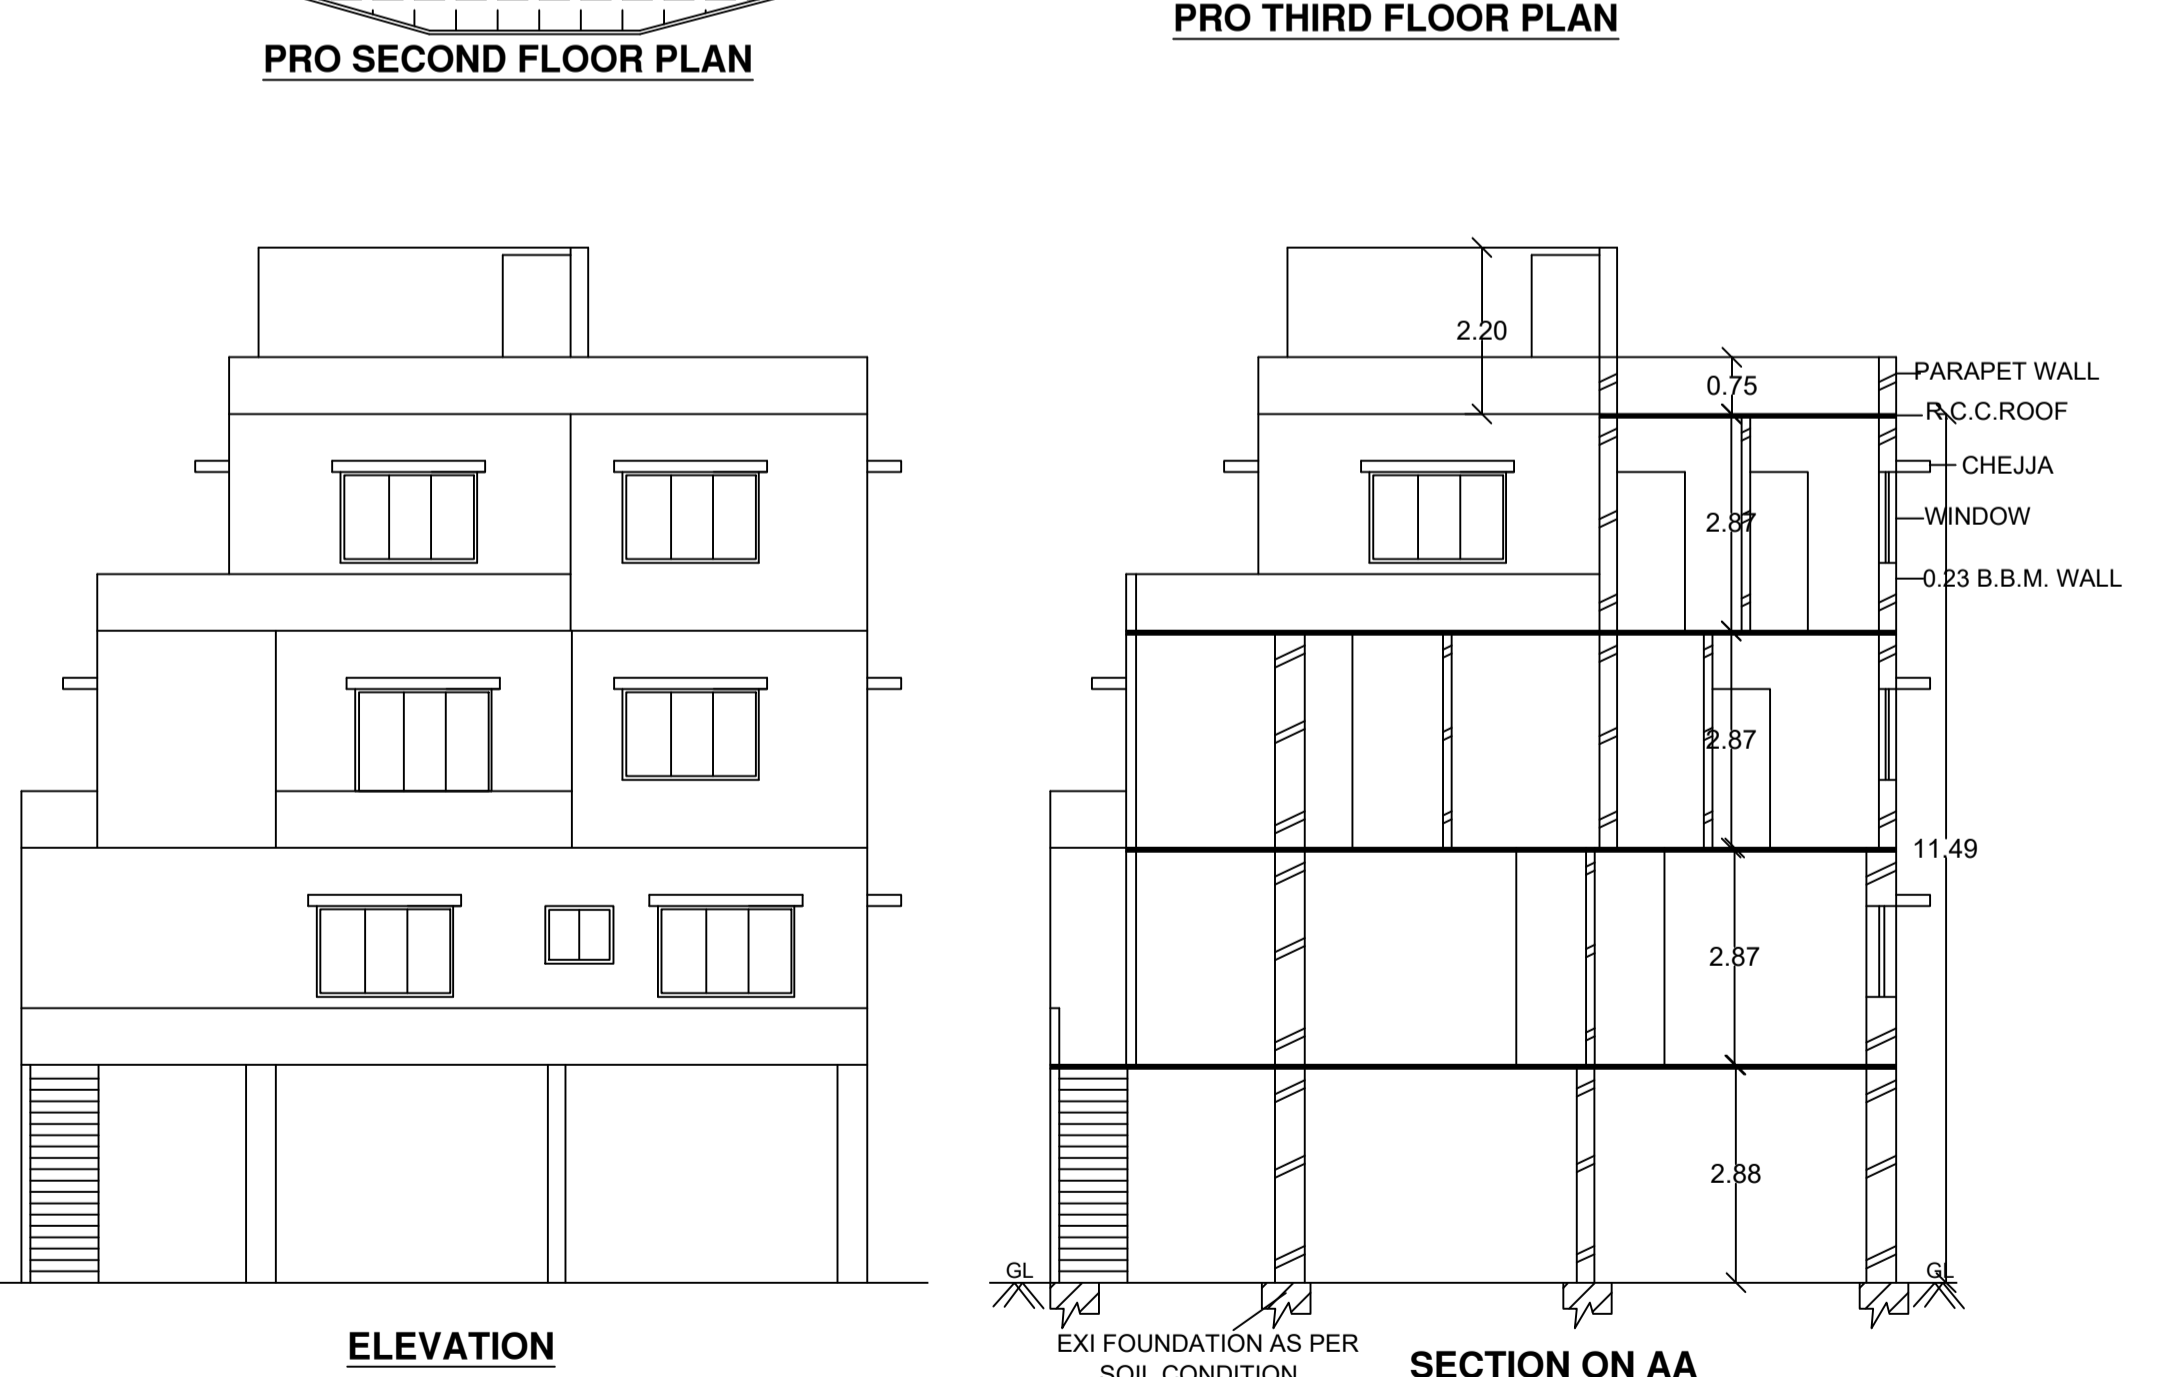 PRO SECOND FLOOR PLAN
PRO THIRD FLOOR PLAN
2.20
0.75
PARAPET WALL
R.C.C.ROOF
CHEJJA
2.87
WINDOW
0.23 B.B.M. WALL
2.87
11.49
2.87
2.88
GL
GL
EXI FOUNDATION AS PER
SOIL CONDITION
ELEVATION
SECTION ON AA